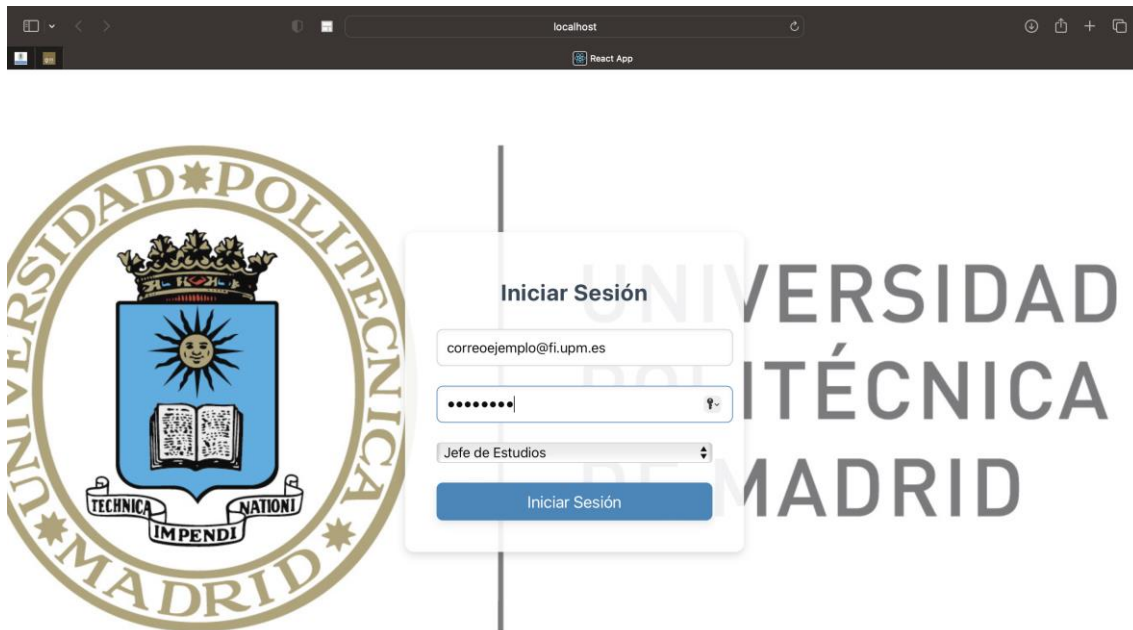 localhost
React App
UNIVERSIDAD POLITECNICA
MADRID
TECHNICA
IMPENDI
NATIONI
UNIVERSIDAD
POLITÉCNICA
DE MADRID
Iniciar Sesión
correoejemplo@fi.upm.es
••••••••
Jefe de Estudios
Iniciar Sesión